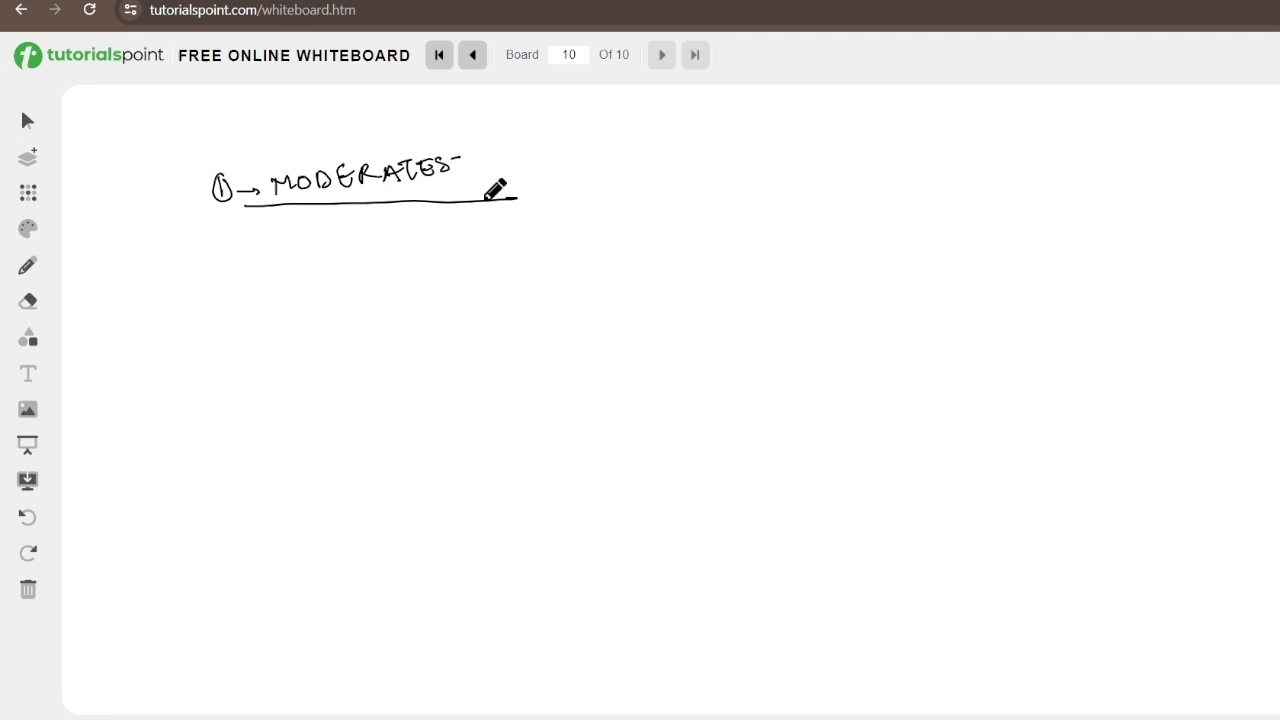 tutorialspoint.com/whiteboard.htm
tutorialspoint FREE ONLINE WHITEBOARD Board 10 Of 10
① → MODERATES-
T